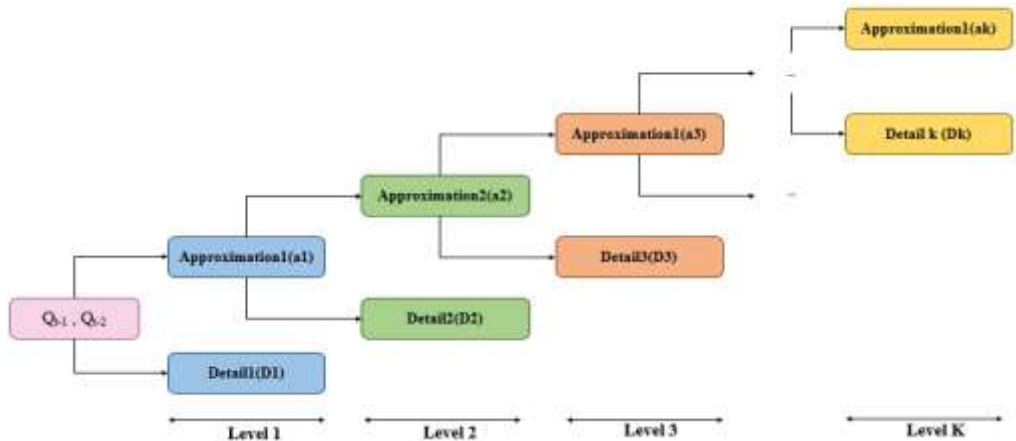 Approximation1(ak)
Approximation1(a3)
Detail k (Dk)
Approximation2(a2)
Approximation1(a1)
Detail3(D3)
Qt-1 , Qt-2
Detail2(D2)
Detail1(D1)
Level 1
Level 2
Level 3
Level K